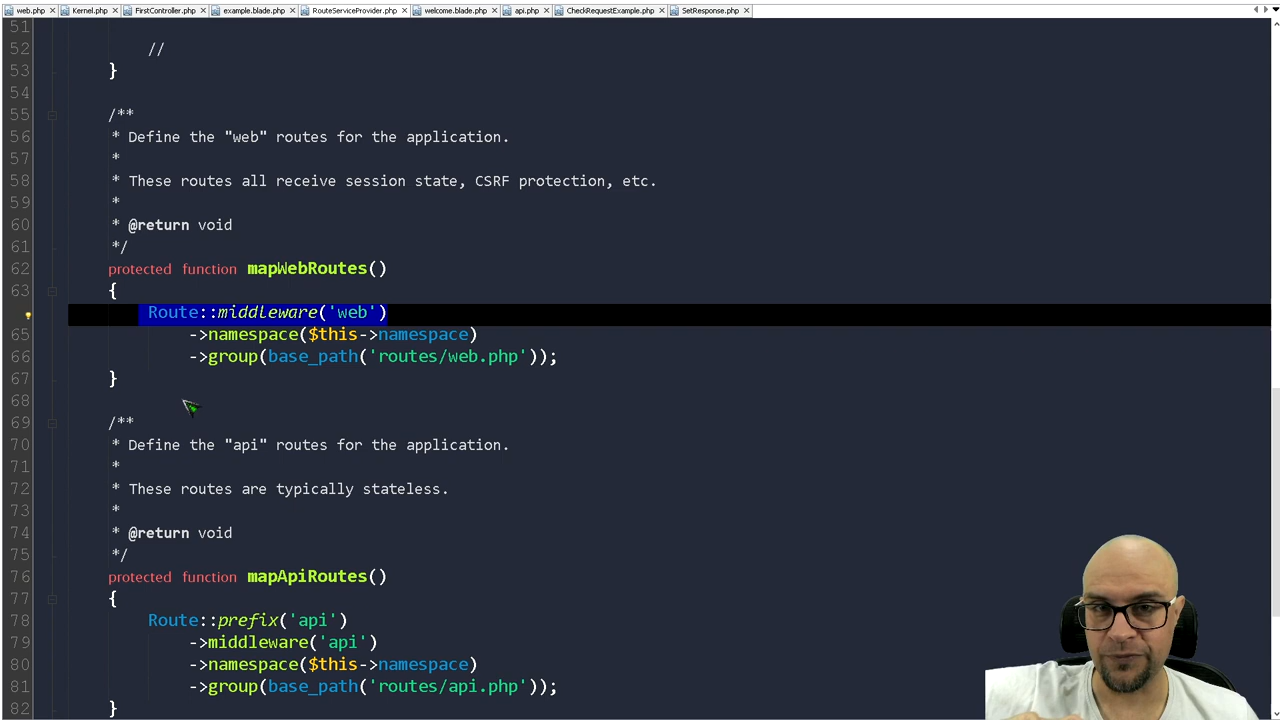 web.php Kernel.php FirstController.php example.blade.php RouteServiceProvider.php welcome.blade.php api.php CheckRequestExample.php SetResponse.php
51
52 //
53 }
54
55 /**
56 * Define the "web" routes for the application.
57 *
58 * These routes all receive session state, CSRF protection, etc.
59 *
60 * @return void
61 */
62 protected function mapWebRoutes()
63 {
Route::middleware('web')
65 ->namespace($this->namespace)
66 ->group(base_path('routes/web.php'));
67 }
68
69 /**
70 * Define the "api" routes for the application.
71 *
72 * These routes are typically stateless.
73 *
74 * @return void
75 */
76 protected function mapApiRoutes()
77 {
78 Route::prefix('api')
79 ->middleware('api')
80 ->namespace($this->namespace)
81 ->group(base_path('routes/api.php'));
82 }